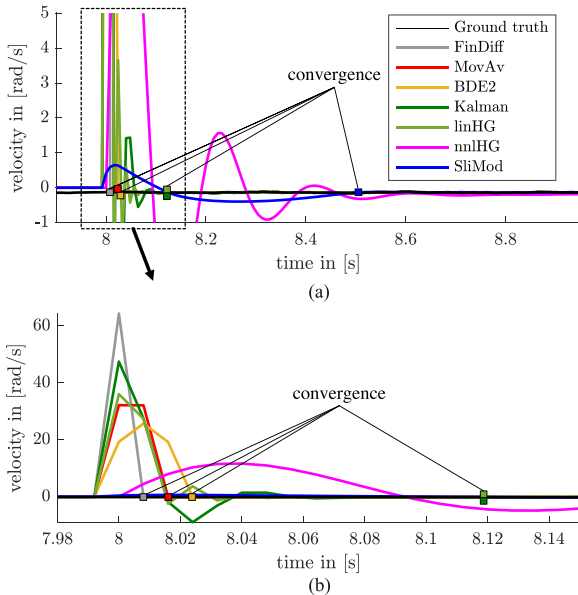 5
4
3
2
1
0
-1
velocity in [rad/s]
convergence
Ground truth
FinDiff
MovAv
BDE2
Kalman
linHG
nnlHG
SliMod
8
8.2
8.4
8.6
8.8
time in [s]
(a)
60
40
20
0
velocity in [rad/s]
convergence
7.98
8
8.02
8.04
8.06
8.08
8.1
8.12
8.14
time in [s]
(b)